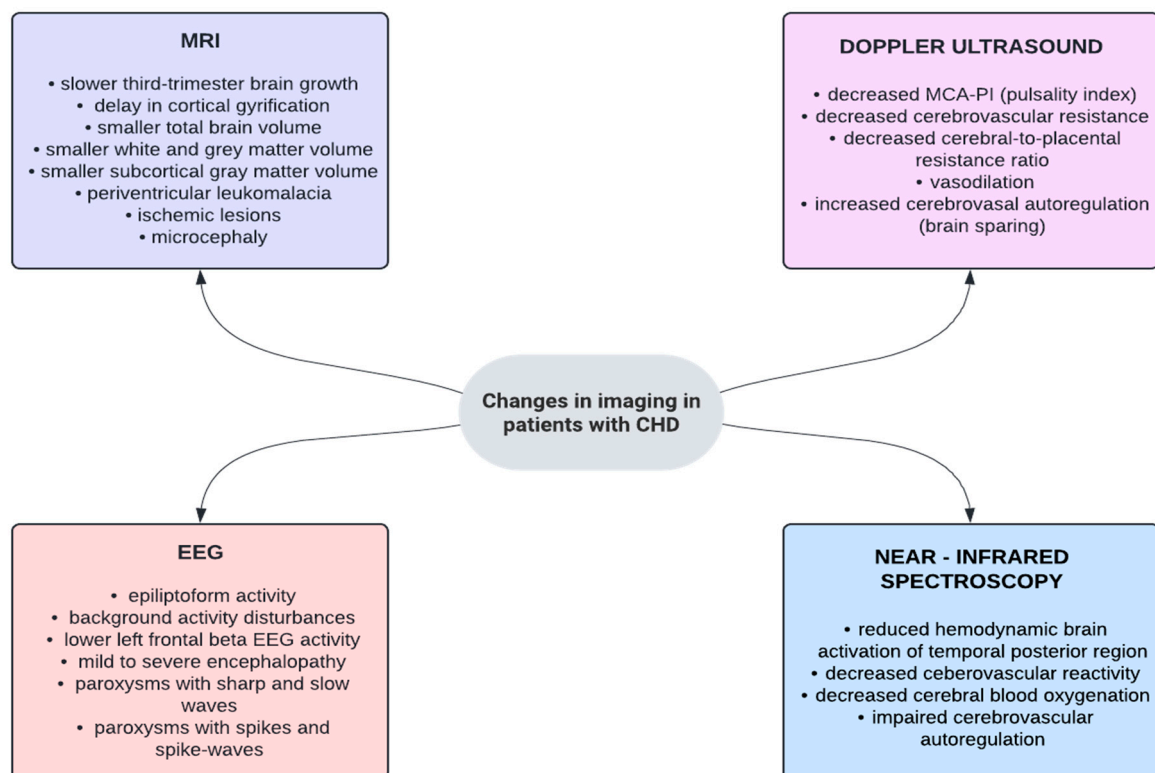 MRI
• slower third-trimester brain growth
• delay in cortical gyrification
• smaller total brain volume
• smaller white and grey matter volume
• smaller subcortical gray matter volume
• periventricular leukomalacia
• ischemic lesions
• microcephaly
DOPPLER ULTRASOUND
• decreased MCA-PI (pulsality index)
• decreased cerebrovascular resistance
• decreased cerebral-to-placental
resistance ratio
• vasodilation
• increased cerebrovasal autoregulation
(brain sparing)
Changes in imaging in
patients with CHD
EEG
• epiliptoform activity
• background activity disturbances
• lower left frontal beta EEG activity
• mild to severe encephalopathy
• paroxysms with sharp and slow
waves
• paroxysms with spikes and
spike-waves
NEAR - INFRARED
SPECTROSCOPY
• reduced hemodynamic brain
activation of temporal posterior region
• decreased ceberovascular reactivity
• decreased cerebral blood oxygenation
• impaired cerebrovascular
autoregulation